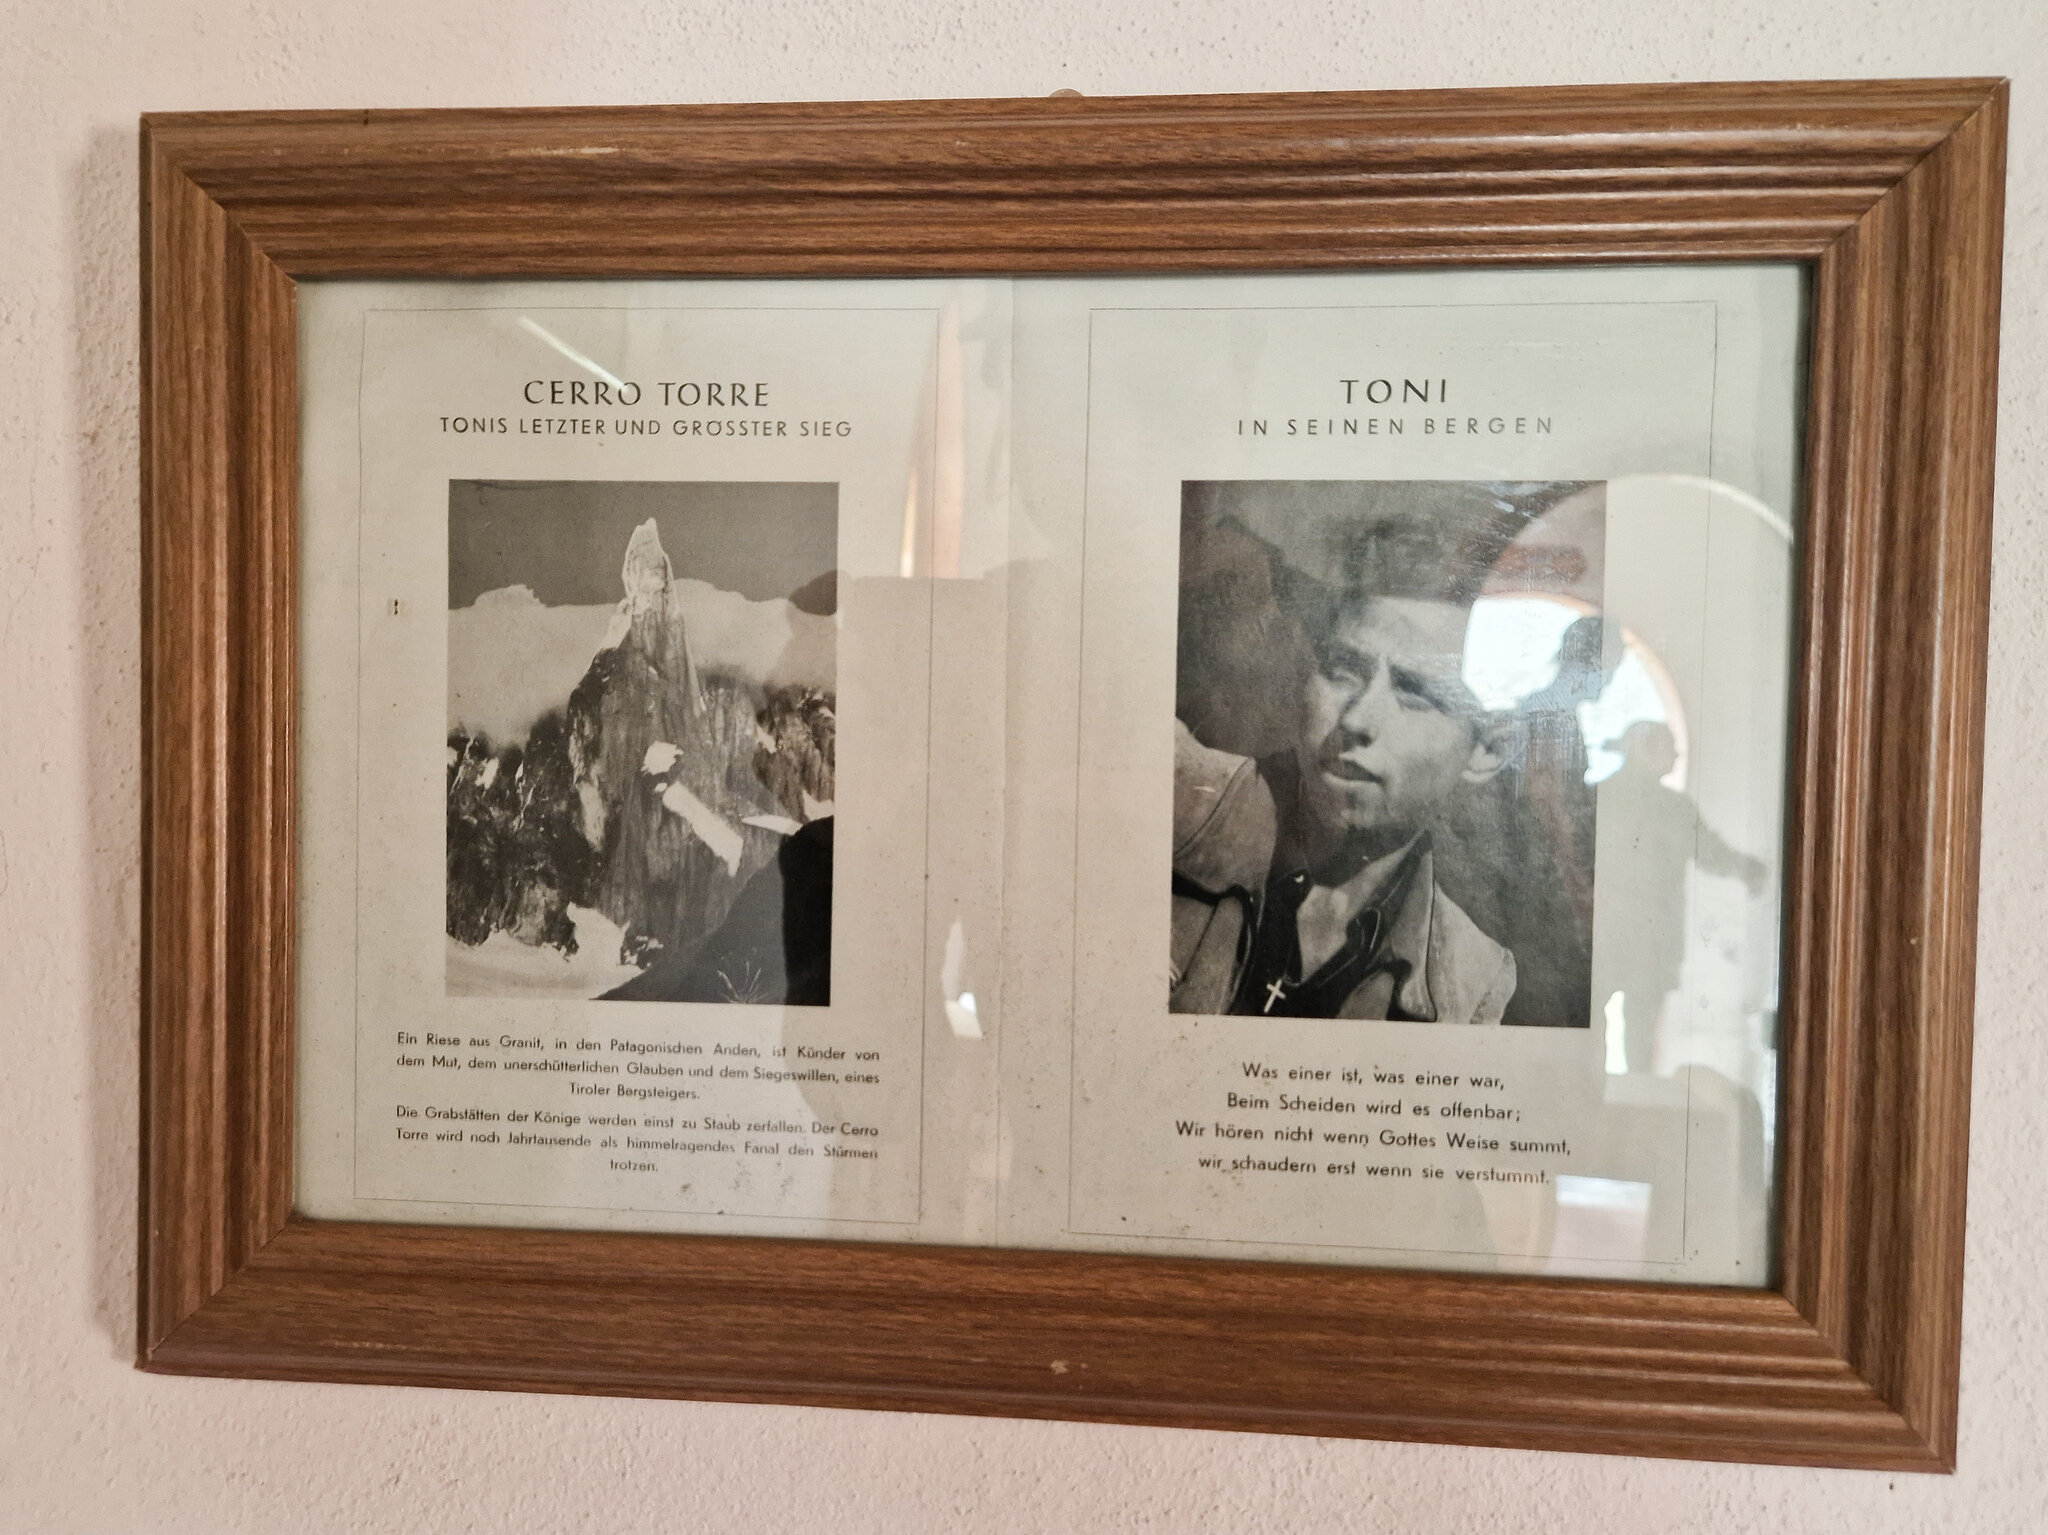 CERRO TORRE
TONIS LETZTER UND GRÖSSTER SIEG
Ein Riese aus Granit, in den Patagonischen Anden, ist Künder von
dem Mut, dem unerschütterlichen Glauben und dem Siegeswillen, eines
Tiroler Bergsteigers.
Die Grabstätten der Könige werden einst zu Staub zerfallen. Der Cerro
Torre wird noch Jahrtausende als himmelragendes Fanal den Stürmen
trotzen.
TONI
IN SEINEN BERGEN
Was einer ist, was einer war,
Beim Scheiden wird es offenbar;
Wir hören nicht wenn Gottes Weise summt,
wir schaudern erst wenn sie verstummt.